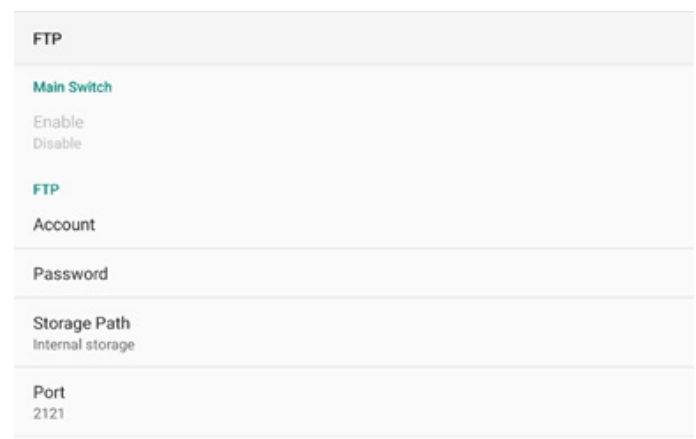 FTP
Main Switch
Enable
Disable
FTP
Account
Password
Storage Path
Internal storage
Port
2121